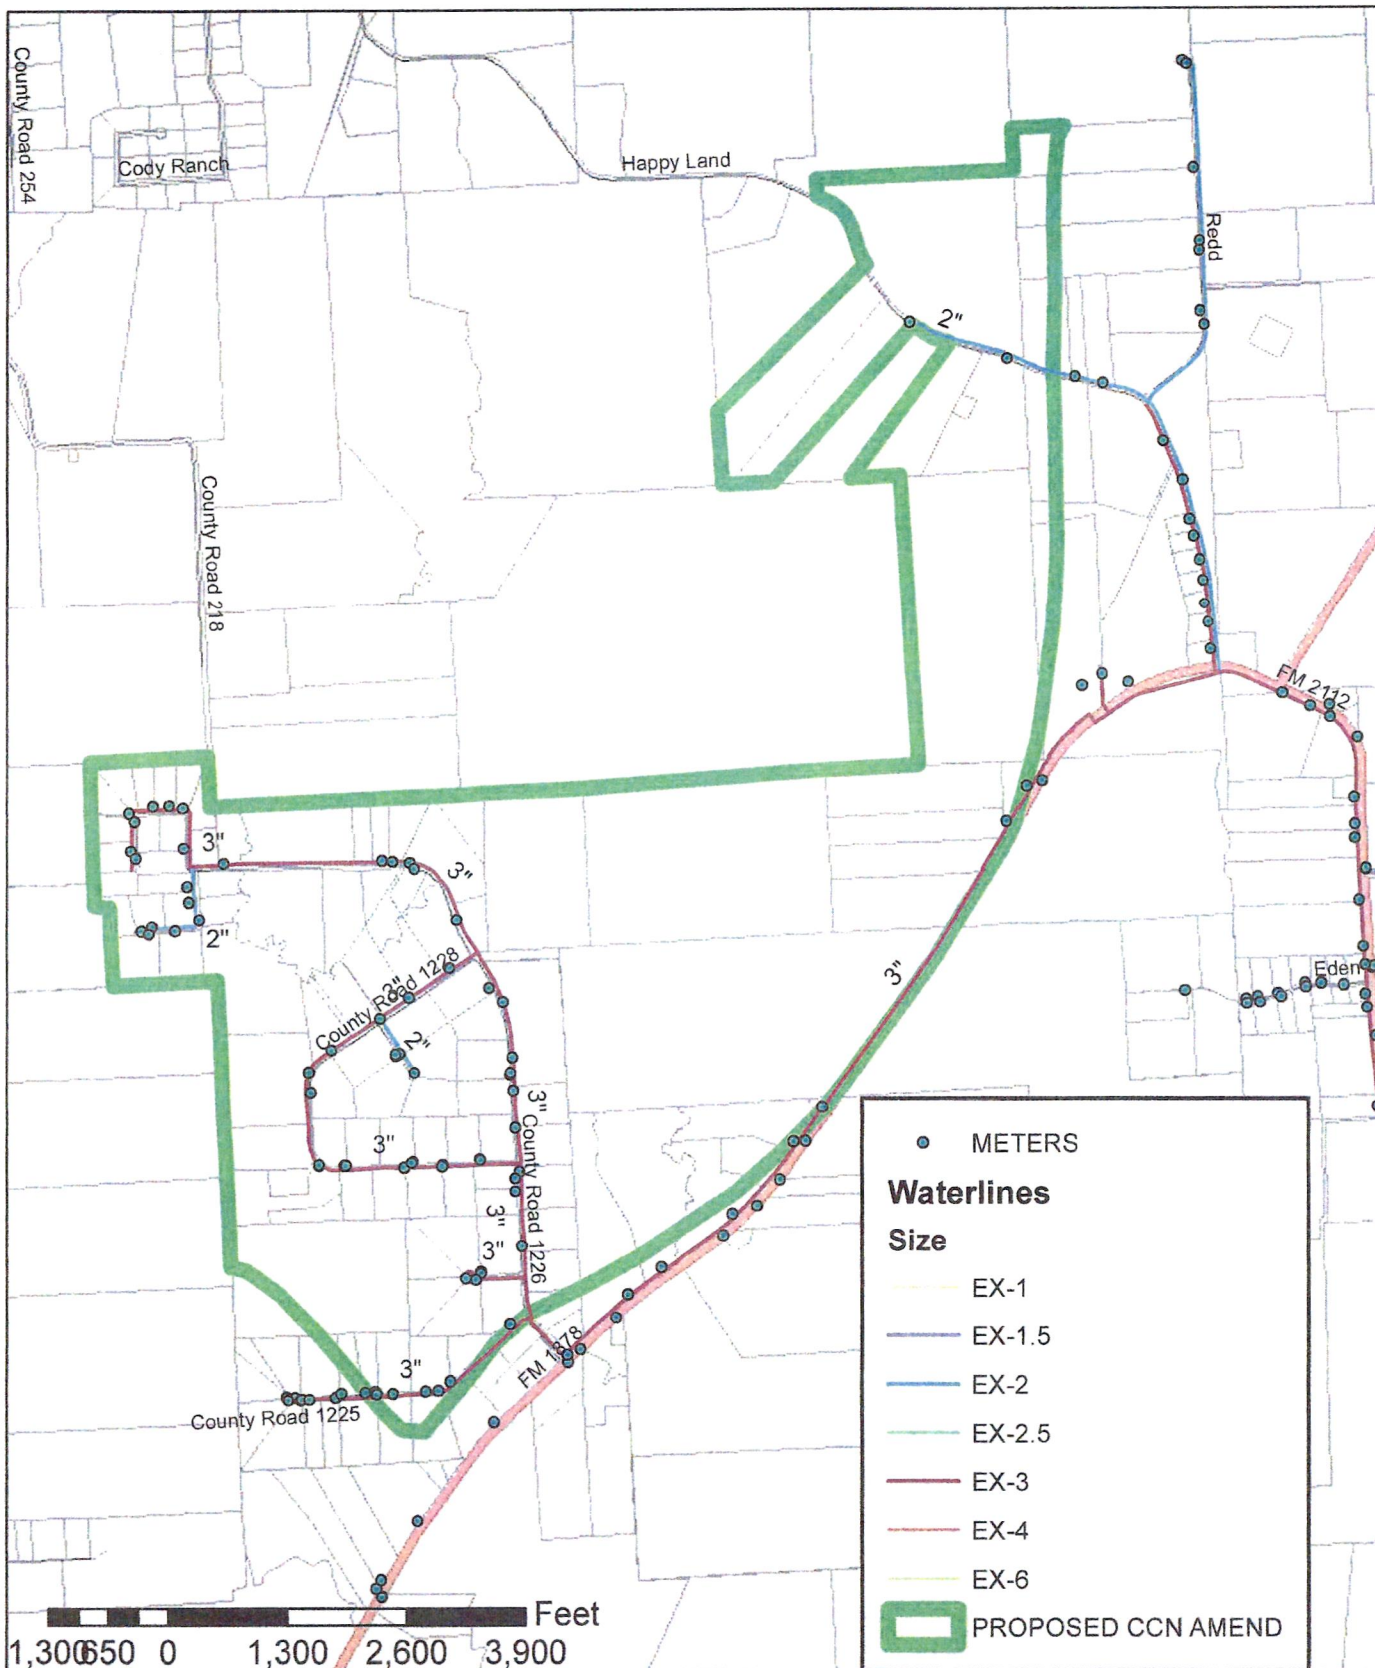 County Road 254
Cody Ranch
Happy Land
Redd
2"
County Road 218
FM 2112
3"
3"
2"
3"
County Road 1228
3"
2"
Eden
3"
County Road 1226
3"
3"
3"
FM 1878
3"
County Road 1225
METERS
Waterlines
Size
EX-1
EX-1.5
EX-2
EX-2.5
EX-3
EX-4
EX-6
PROPOSED CCN AMEND
Feet
1,300 650 0 1,300 2,600 3,900